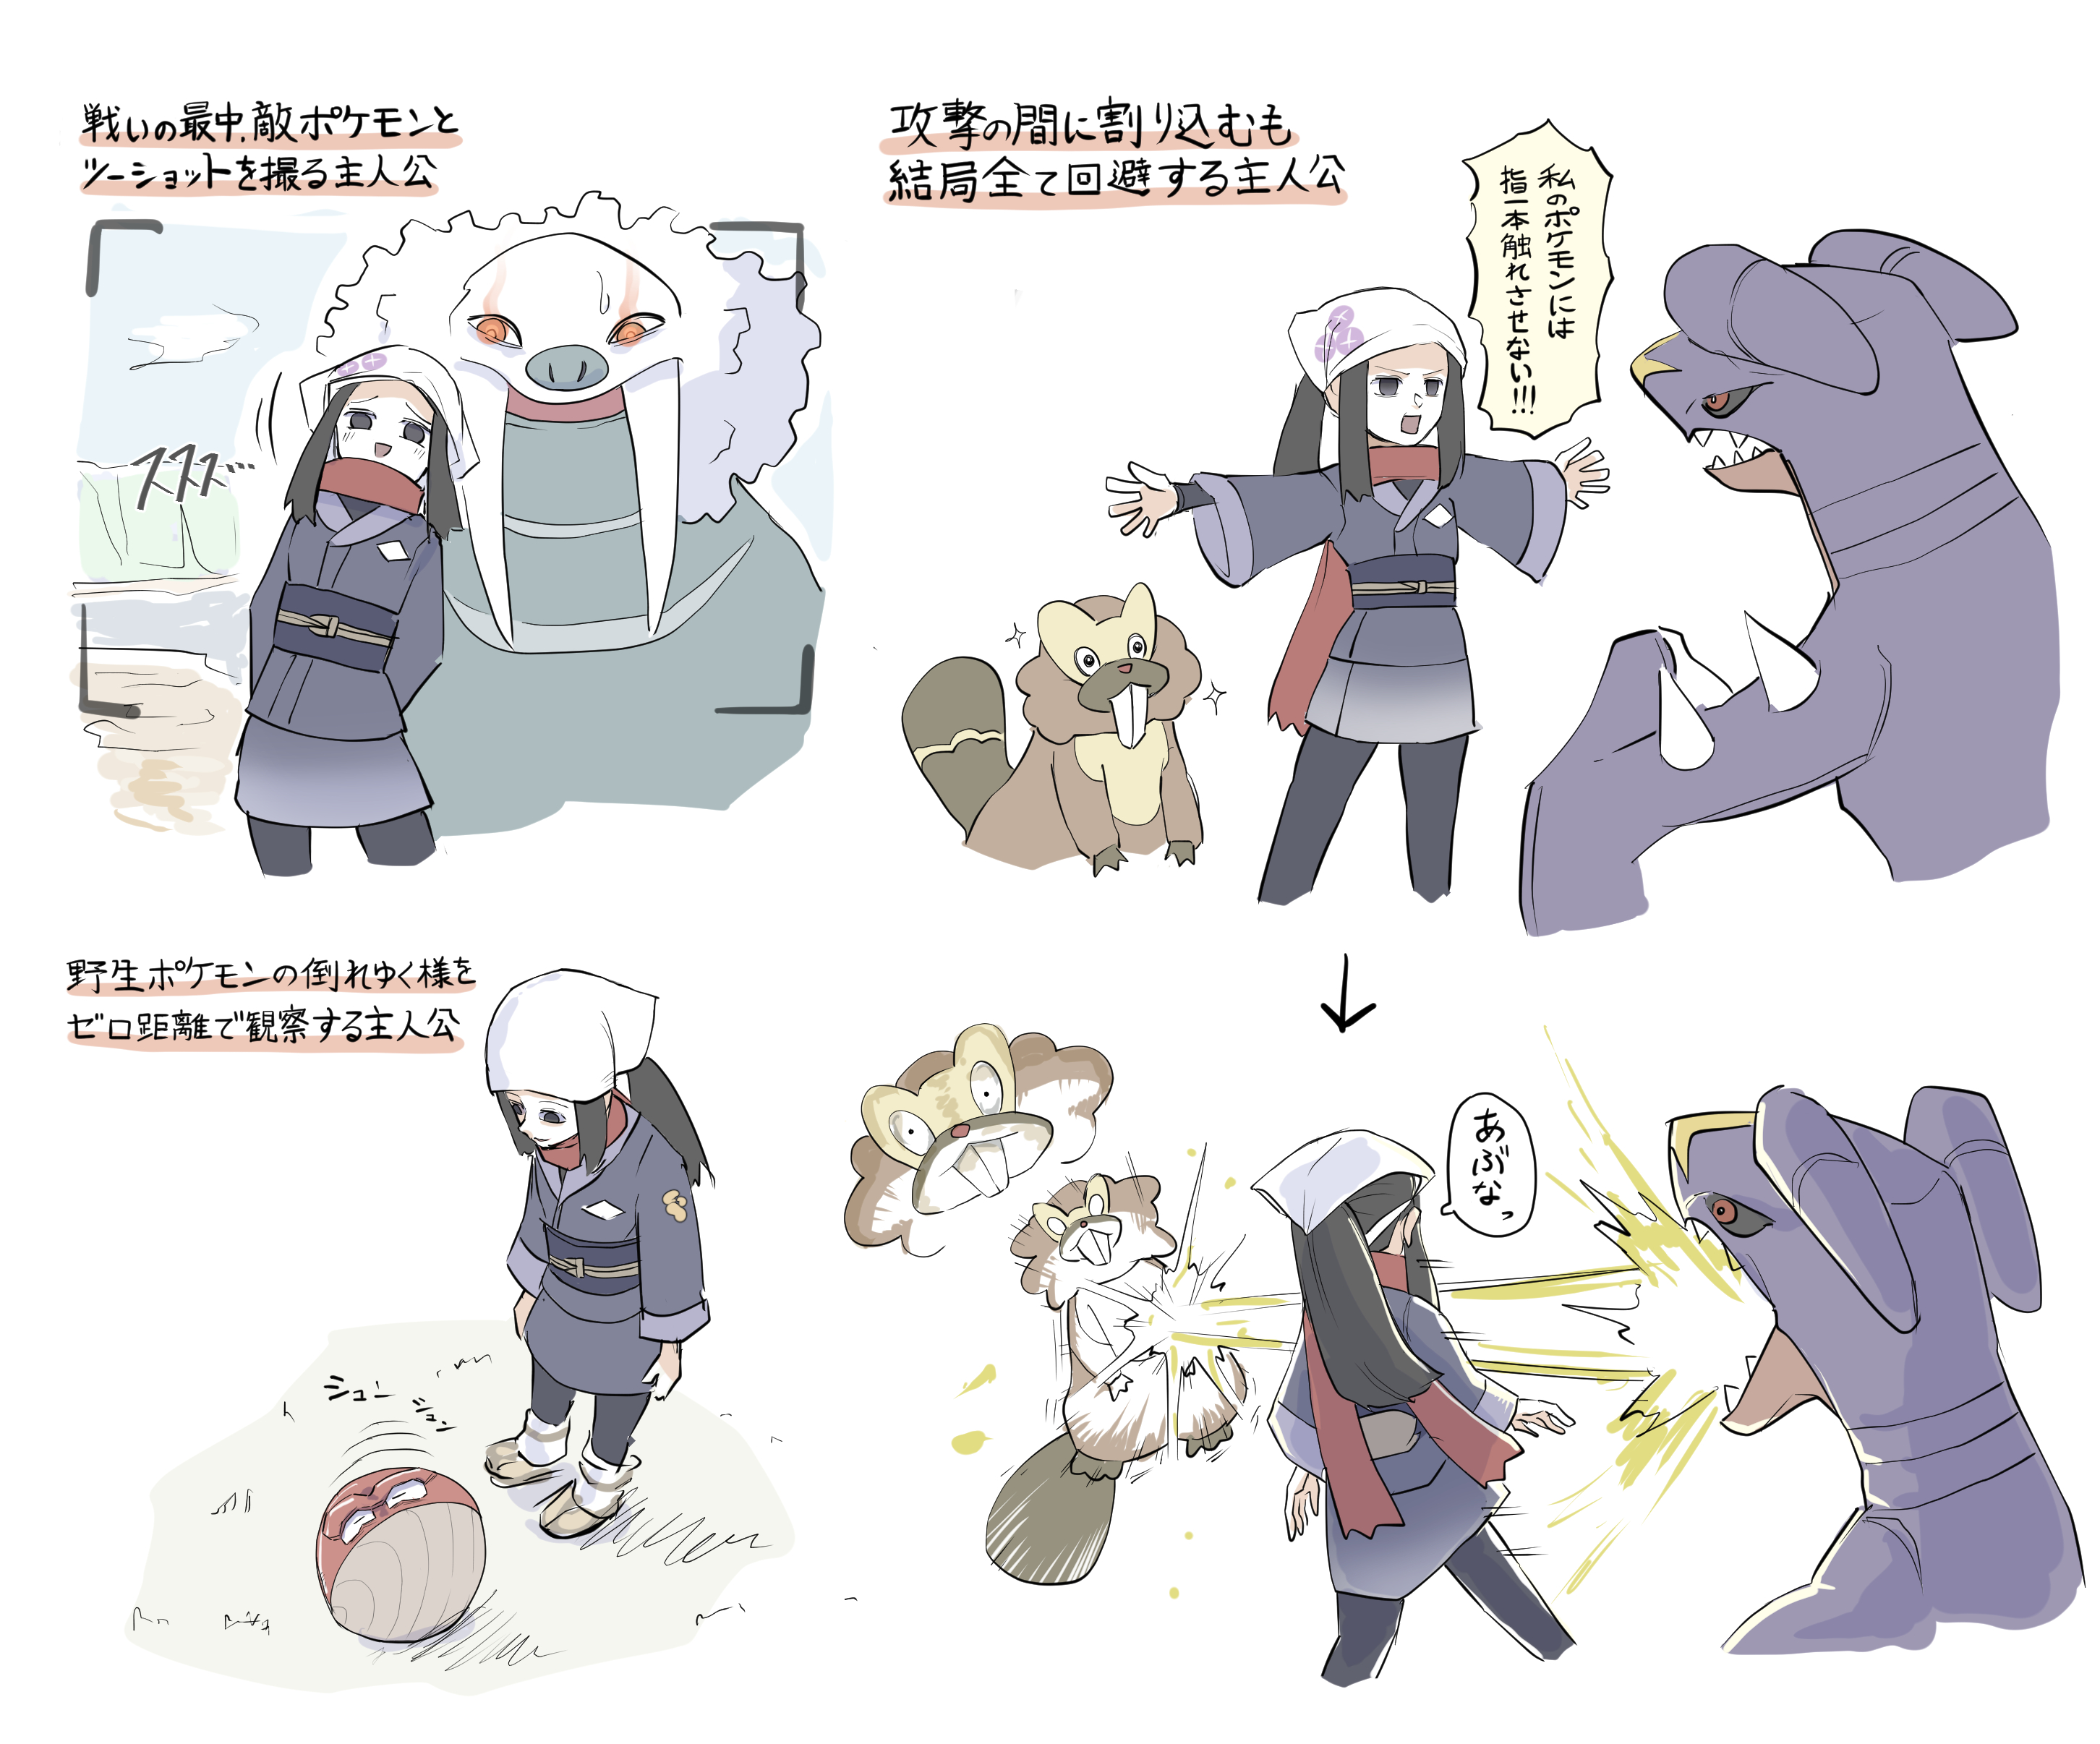 戦いの最中、敵ポケモンと
ツーショットを撮る主人公
ススズ…
攻撃の間に割り込むも
結局全て回避する主人公
私のポケモンには
指一本触れさせない!!!
野生ポケモンの倒れゆく様を
ゼロ距離で観察する主人公
シュン
ジュン
あぶなっ